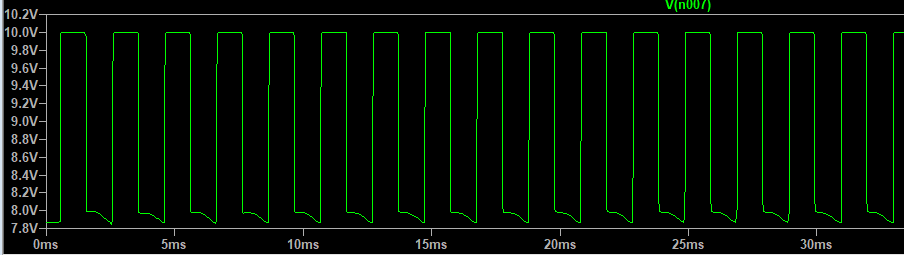 V(n007)
10.2V
10.0V
9.8V
9.6V
9.4V
9.2V
9.0V
8.8V
8.6V
8.4V
8.2V
8.0V
7.8V
0ms 5ms 10ms 15ms 20ms 25ms 30ms